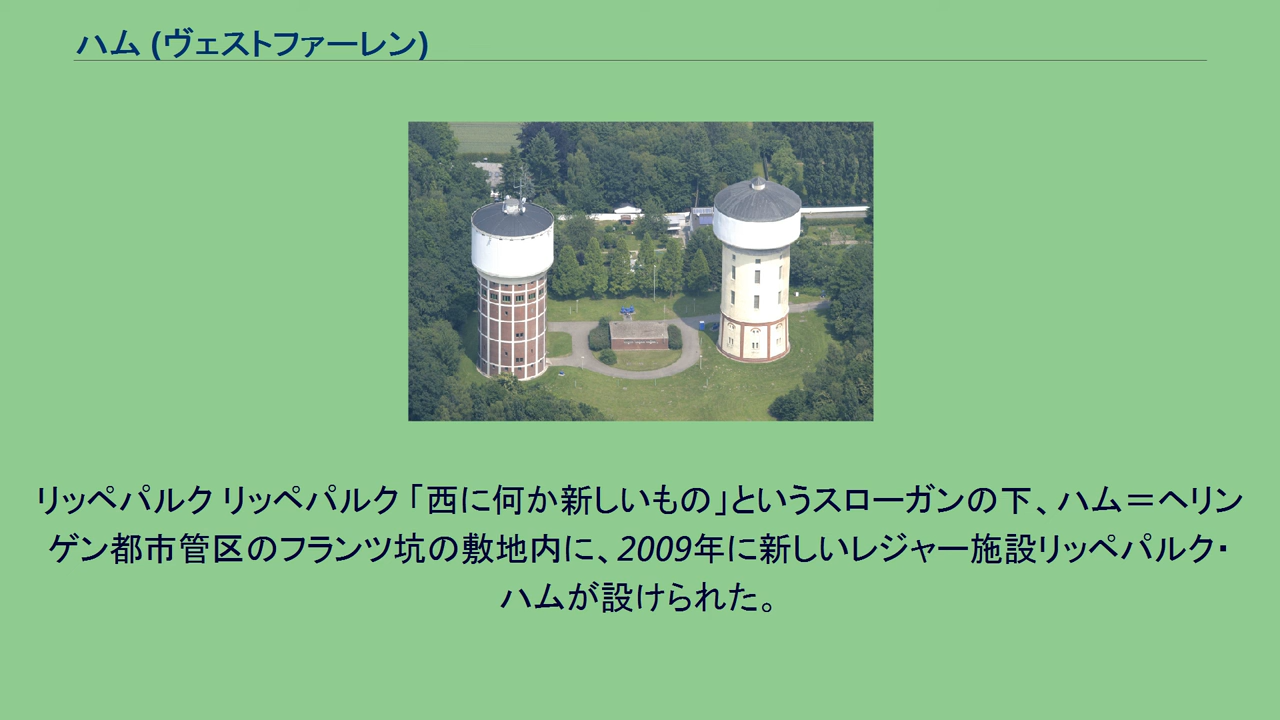 ハム (ヴェストファーレン)
リッペパルク リッペパルク 「西に何か新しいもの」というスローガンの下、ハム＝ヘリン
ゲン都市管区のフランツ坑の敷地内に、2009年に新しいレジャー施設リッペパルク・
ハムが設けられた。